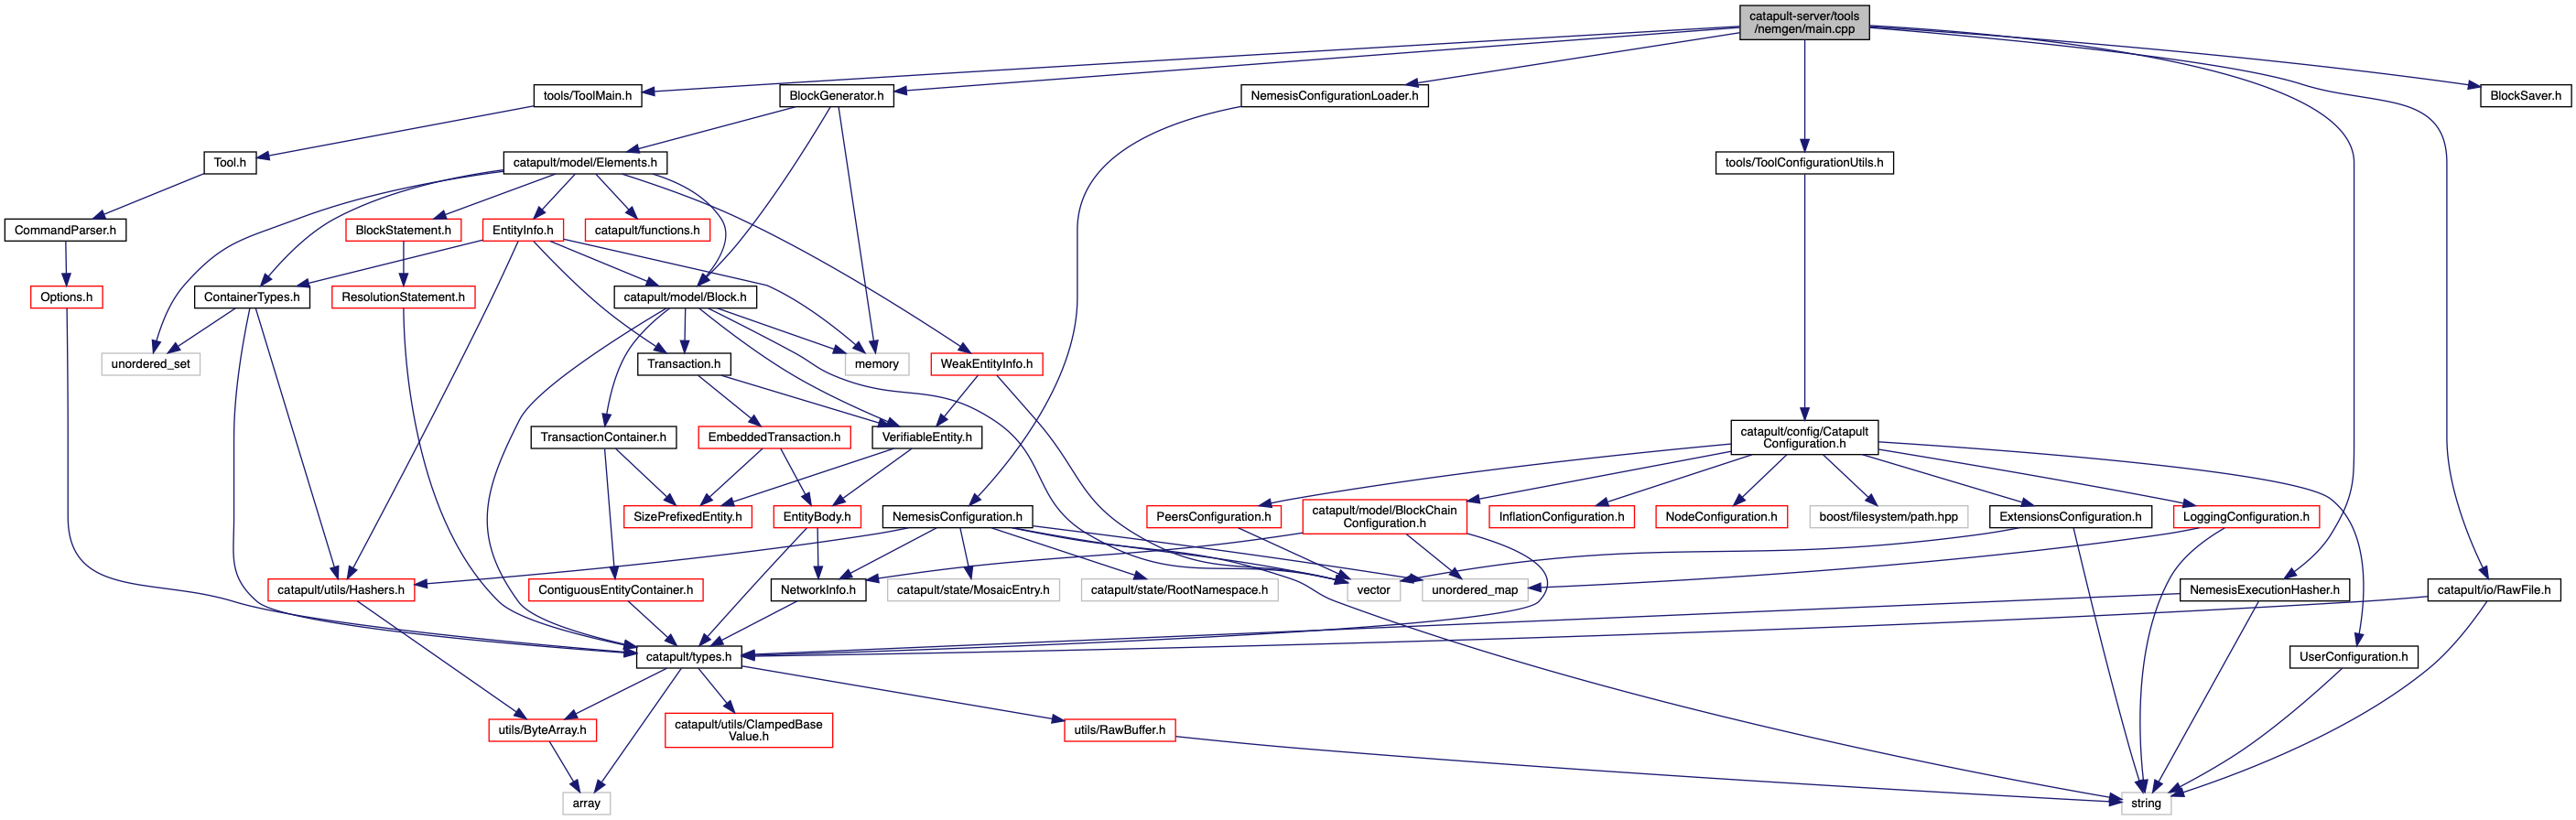 catapult-server/tools
/nemgen/main.cpp
tools/ToolMain.h
BlockGenerator.h
NemesisConfigurationLoader.h
BlockSaver.h
Tool.h
catapult/model/Elements.h
tools/ToolConfigurationUtils.h
CommandParser.h
BlockStatement.h
EntityInfo.h
catapult/functions.h
Options.h
ContainerTypes.h
ResolutionStatement.h
catapult/model/Block.h
unordered_set
Transaction.h
memory
WeakEntityInfo.h
TransactionContainer.h
EmbeddedTransaction.h
VerifiableEntity.h
catapult/config/Catapult
Configuration.h
SizePrefixedEntity.h
EntityBody.h
NemesisConfiguration.h
PeersConfiguration.h
catapult/model/BlockChain
Configuration.h
InflationConfiguration.h
NodeConfiguration.h
boost/filesystem/path.hpp
ExtensionsConfiguration.h
LoggingConfiguration.h
catapult/utils/Hashers.h
ContiguousEntityContainer.h
NetworkInfo.h
catapult/state/MosaicEntry.h
catapult/state/RootNamespace.h
vector
unordered_map
NemesisExecutionHasher.h
catapult/io/RawFile.h
catapult/types.h
UserConfiguration.h
utils/ByteArray.h
catapult/utils/ClampedBase
Value.h
utils/RawBuffer.h
array
string